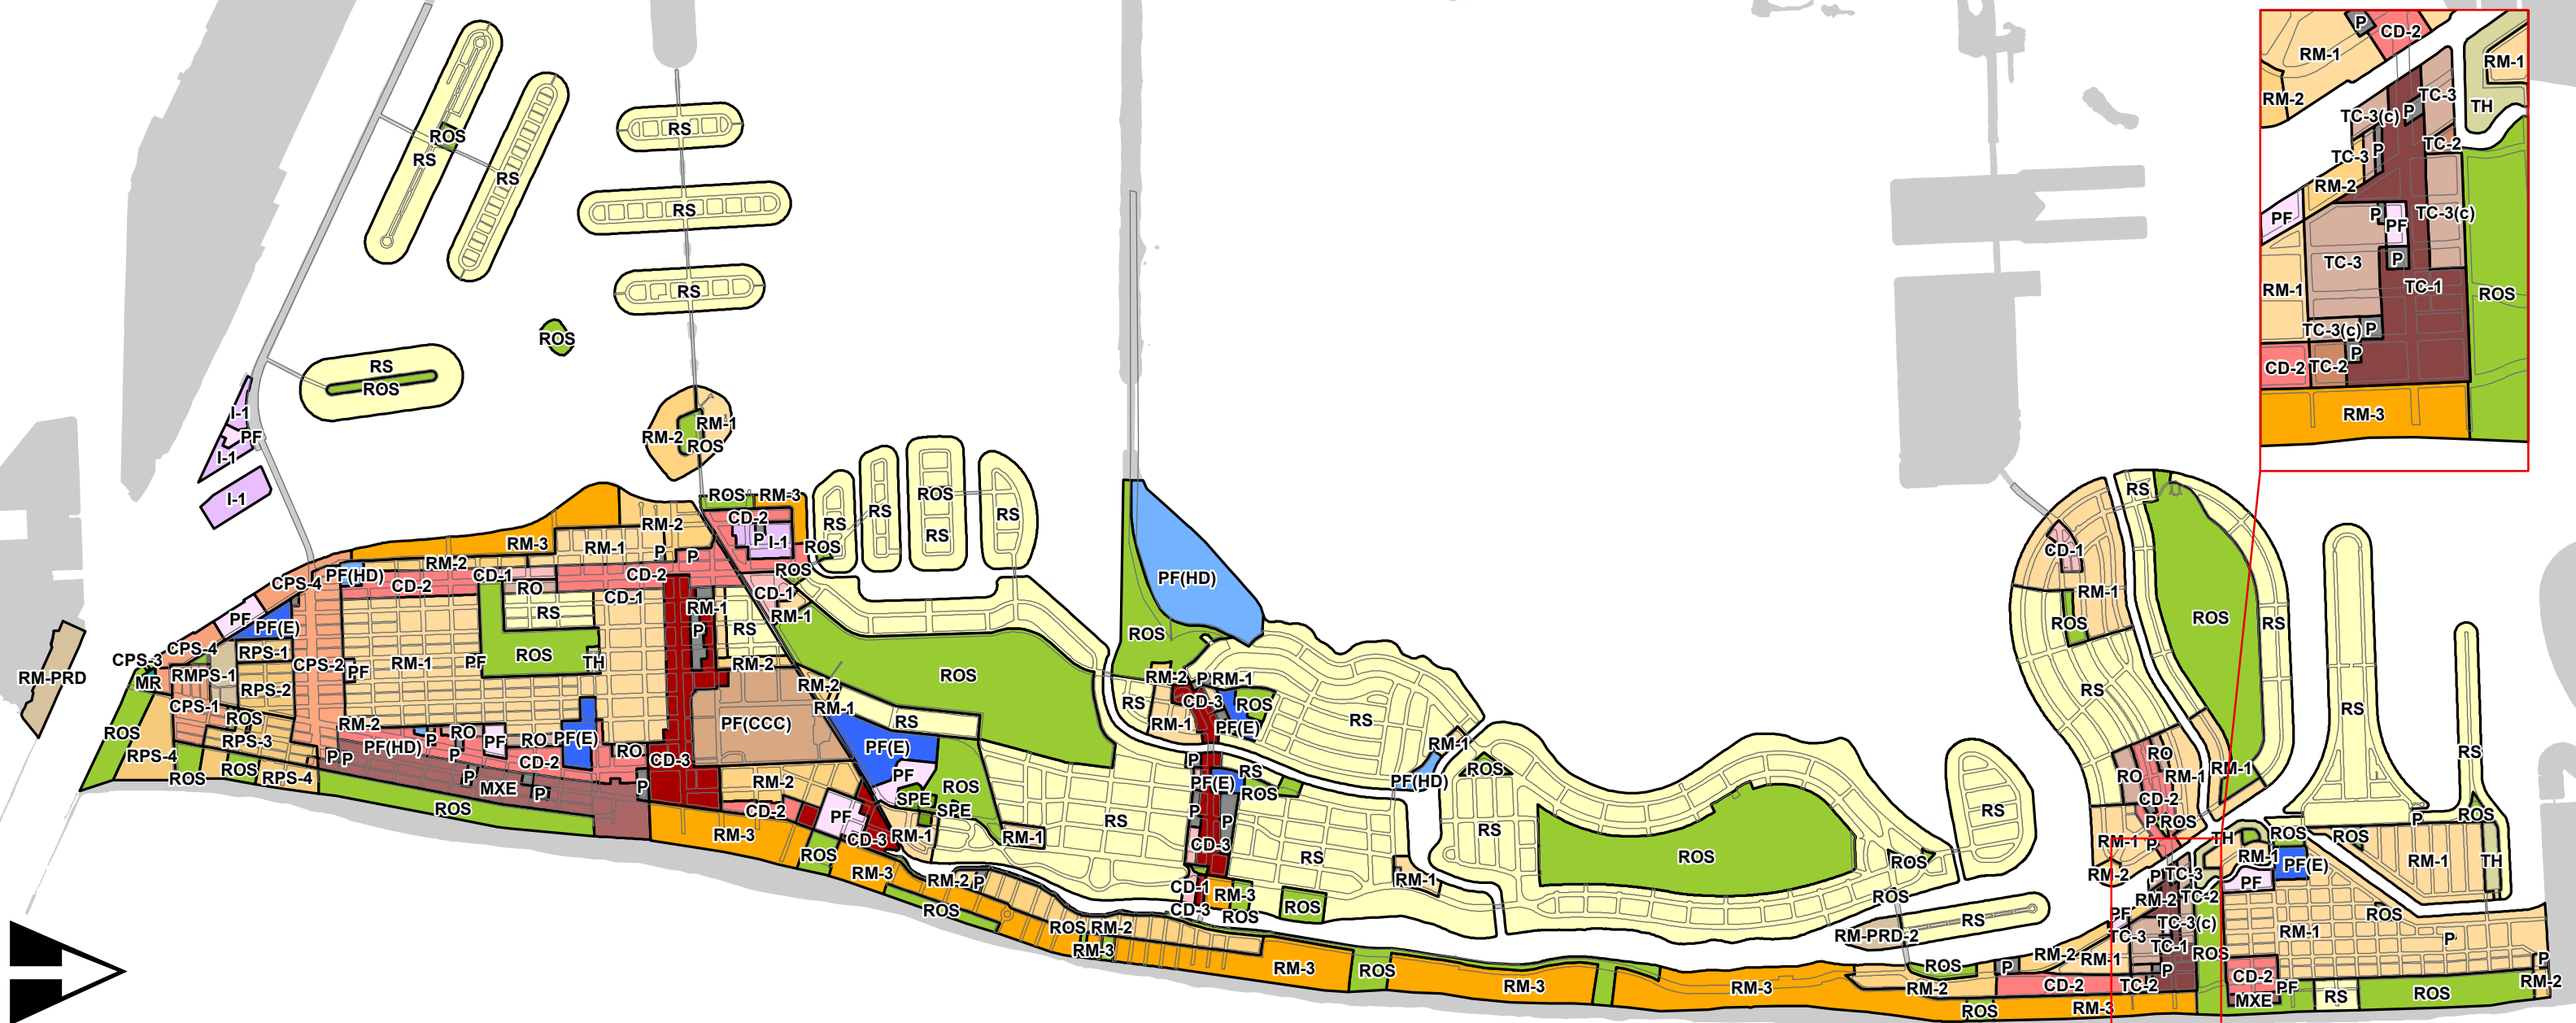 RS
ROS
RS
RS
RS
RS
ROS
RS
ROS
I-1
PF
I-1
I-1
RM-2
RM-1
ROS
RM-PRD
ROS
RM-3
CD-2
P
I-1
ROS
ROS
RS
RS
ROS
RS
RS
RM-2
RM-3
RM-1
P
P
RM-2
CPS-4
PF(HD)
CD-2
CD-1
RO
CD-2
CD-1
RS
RM-1
CD-1
RM-1
P
RS
PF
PF(E)
CPS-4
CPS-3
MR
RMPS-1
RPS-1
RPS-2
CPS-2
PF
RM-1
PF
ROS
TH
RM-2
RM-2
RM-1
ROS
CPS-1
ROS
RPS-3
RM-2
ROS
RPS-4
ROS
ROS
RPS-4
P
P
PF(HD)
P
RO
P
PF
RO
PF(E)
RO
CD-2
P
MXE
P
P
CD-3
ROS
PF(CCC)
RS
PF(E)
PF
ROS
SPE
SPE
RM-2
CD-2
PF
CD-3
RM-1
RM-3
ROS
RM-3
RM-1
RS
RM-2
P
ROS
ROS
RM-2
RM-3
PF(HD)
ROS
RM-2
P
RM-1
CD-3
ROS
RS
RM-1
PF(E)
RS
P
RS
PF(E)
ROS
P
P
CD-3
RS
CD-1
RM-3
CD-3
ROS
ROS
RM-1
RM-1
PF(HD)
ROS
RS
ROS
ROS
RS
RM-3
ROS
RM-3
RM-3
ROS
RS
RM-PRD-2
ROS
P
RM-2
RM-1
RM-2
CD-2
ROS
RM-3
RS
CD-1
RM-1
ROS
ROS
RS
RS
RO
RO
RM-1
RM-1
CD-2
P
ROS
RM-1
P
RM-2
TH
P
TC-3
RM-2
TC-2
PF
TC-3
TC-3(c)
TC-1
ROS
P
TC-2
RS
RS
P
ROS
ROS
ROS
RM-1
PF(E)
PF
RM-1
TH
ROS
RM-1
P
P
CD-2
MXE
PF
RS
ROS
RM-2
P
CD-2
RM-1
RM-1
RM-2
TC-3
TH
TC-3(c)
P
TC-2
TC-3
P
RM-2
PF
P
PF
TC-3(c)
P
TC-3
RM-1
TC-1
ROS
TC-3(c)
P
P
CD-2
TC-2
RM-3